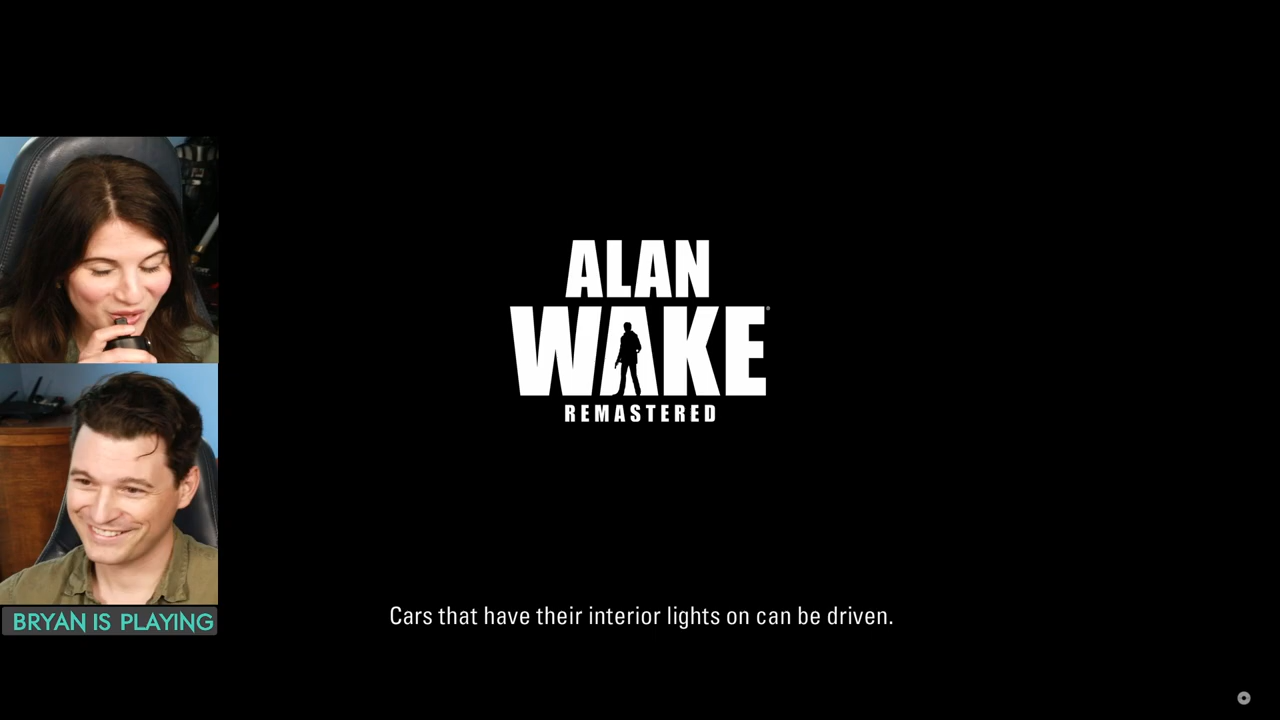 ALAN
WAKE
REMASTERED
BRYAN IS PLAYING
Cars that have their interior lights on can be driven.